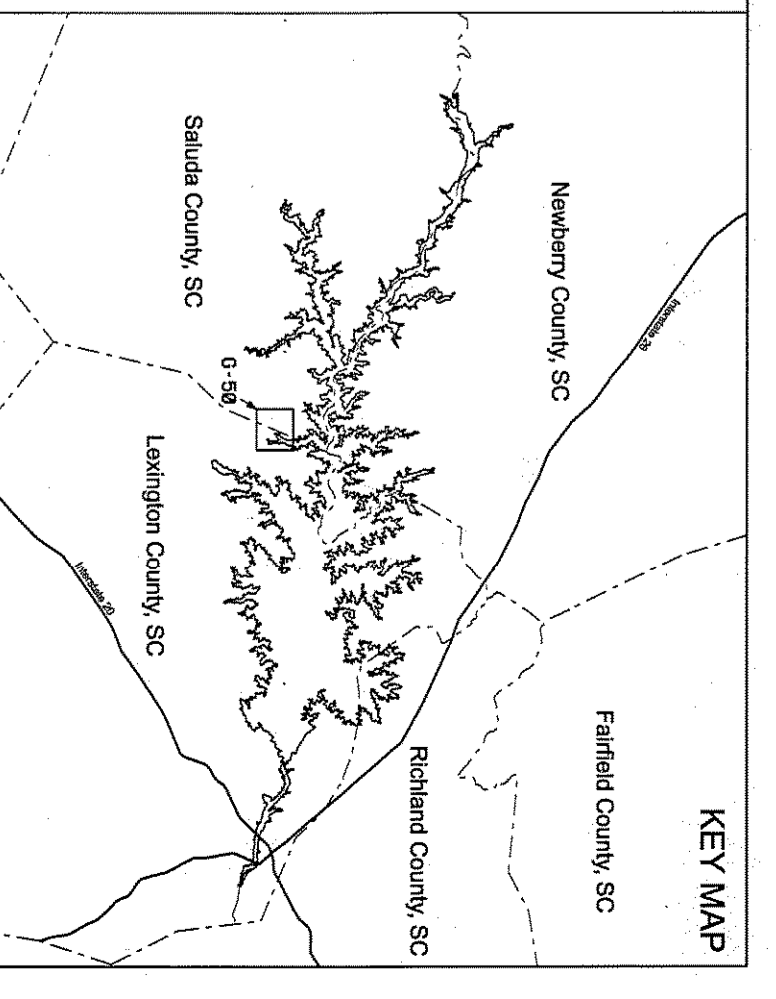 KEY MAP
Fairfield County, SC
Newberry County, SC
Interstate 26
Richland County, SC
Saluda County, SC
G-50
Lexington County, SC
Interstate 20